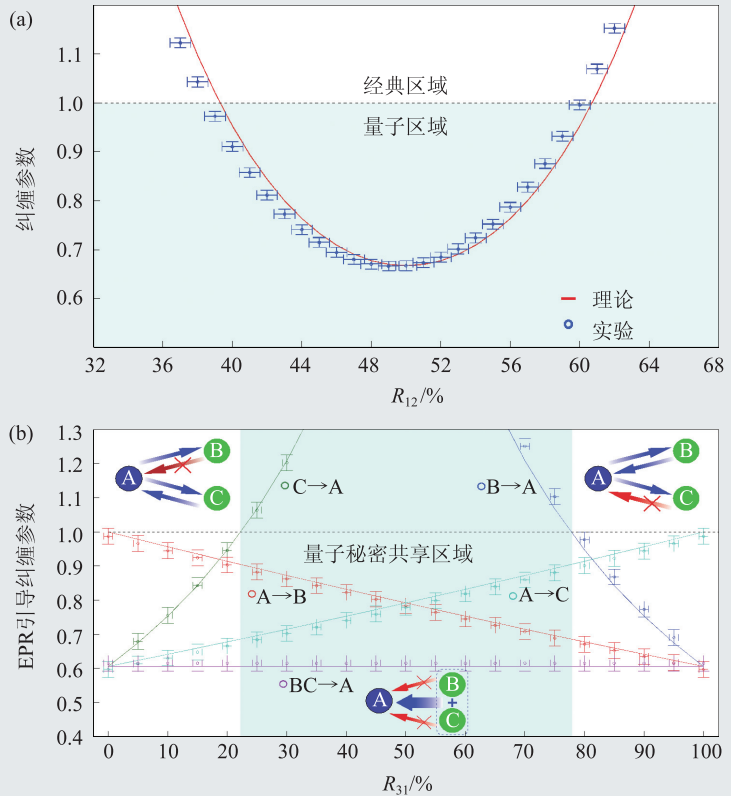 (a)
1.1
1.0
0.9
0.8
0.7
0.6
纠缠参数
经典区域
量子区域
理论
实验
32 36 40 44 48 52 56 60 64 68
R12/%
(b)
1.3
1.2
1.1
1.0
0.9
0.8
0.7
0.6
0.5
0.4
EPR引导纠缠参数
A B C
C→A
B→A
A B C
量子秘密共享区域
A→B
A→C
BC→A
A B + C
0 10 20 30 40 50 60 70 80 90 100
R31/%